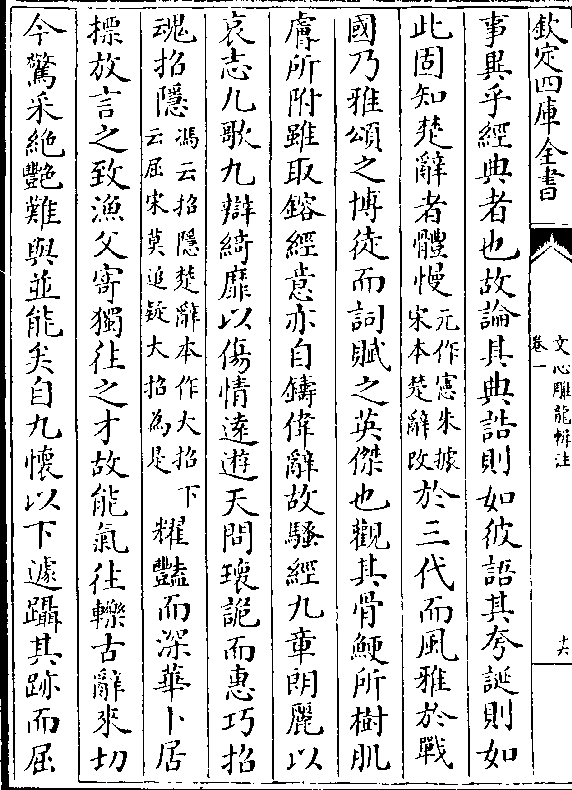 欽定四庫全書
文心雕龍輯注
卷一
十六
事異乎經典者也故論其典誥則如彼語其夸誕則如
此固知楚辭者體慢元作憲朱據宋本楚辭改於三代而風雅於戰
國乃雅頌之博徒而詞賦之英傑也觀其骨鯁所樹肌
膚所附雖取鎔經意亦自鑄偉辭故騷經九章朗麗以
哀志九歌九辯綺靡以傷情遠遊天問瓌詭而惠巧招
魂招隱馮云招隱楚辭本作大招下云屈宋莫追疑大招為是耀豔而深華卜居
摽放言之致漁父寄獨往之才故能氣往轢古辭來切
今驚采絶豔難與並能矣自九懷以下遽躡其跡而屈